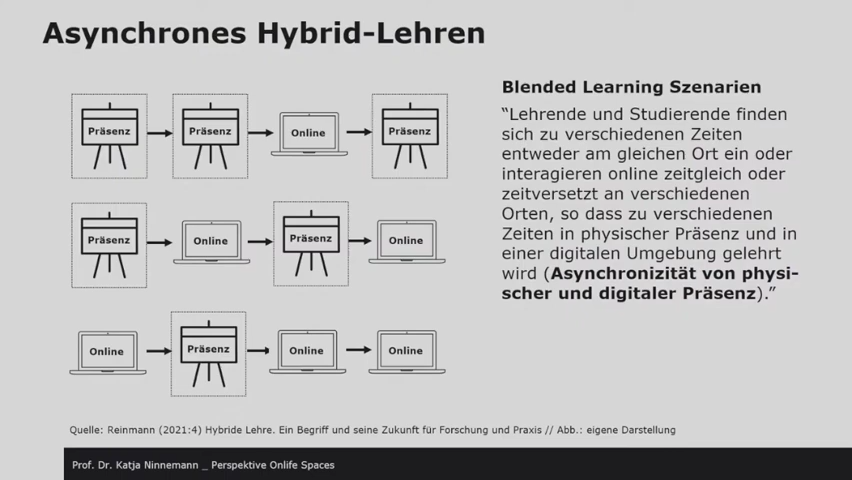 Asynchrones Hybrid-Lehren
Präsenz
Präsenz
Online
Präsenz
Präsenz
Online
Präsenz
Online
Online
Präsenz
Online
Online
Blended Learning Szenarien
“Lehrende und Studierende finden
sich zu verschiedenen Zeiten
entweder am gleichen Ort ein oder
interagieren online zeitgleich oder
zeitversetzt an verschiedenen
Orten, so dass zu verschiedenen
Zeiten in physischer Präsenz und in
einer digitalen Umgebung gelehrt
wird (Asynchronizität von physi-
scher und digitaler Präsenz).”
Quelle: Reinmann (2021:4) Hybride Lehre. Ein Begriff und seine Zukunft für Forschung und Praxis // Abb.: eigene Darstellung
Prof. Dr. Katja Ninnemann _ Perspektive Onlife Spaces